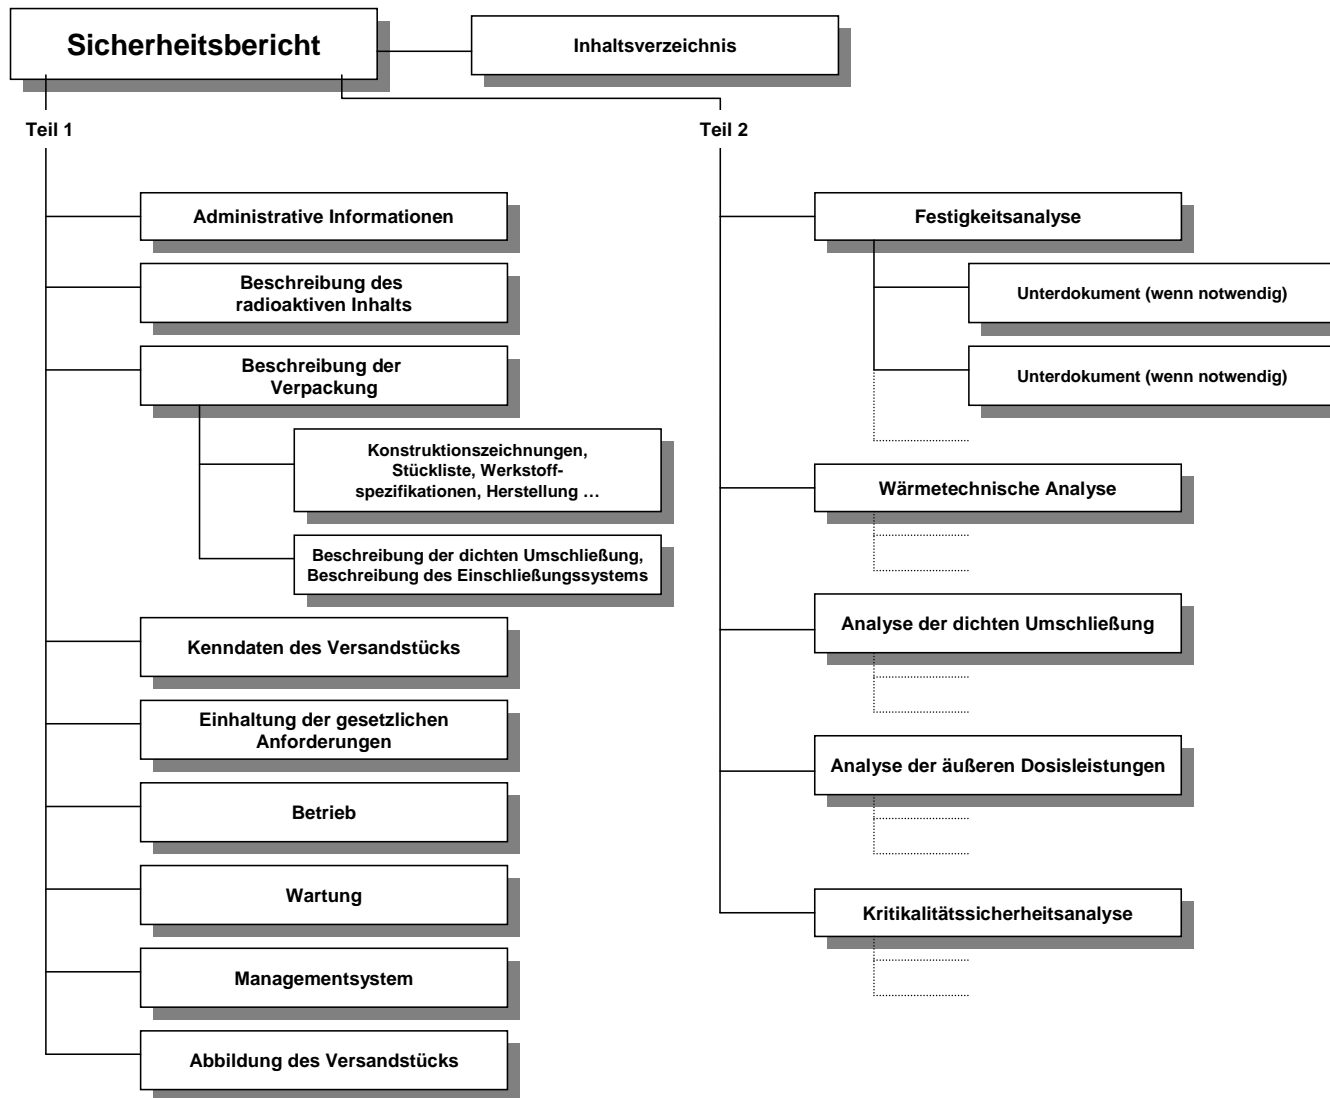 Sicherheitsbericht
Inhaltsverzeichnis
Teil 1
Administrative Informationen
Beschreibung des
radioaktiven Inhalts
Beschreibung der
Verpackung
Konstruktionszeichnungen,
Stückliste, Werkstoff-
spezifikationen, Herstellung ...
Beschreibung der dichten Umschließung,
Beschreibung des Einschließungssystems
Kenndaten des Versandstücks
Einhaltung der gesetzlichen
Anforderungen
Betrieb
Wartung
Managementsystem
Abbildung des Versandstücks
Teil 2
Festigkeitsanalyse
Unterdokument (wenn notwendig)
Unterdokument (wenn notwendig)
Wärmetechnische Analyse
Analyse der dichten Umschließung
Analyse der äußeren Dosisleistungen
Kritikalitätssicherheitsanalyse